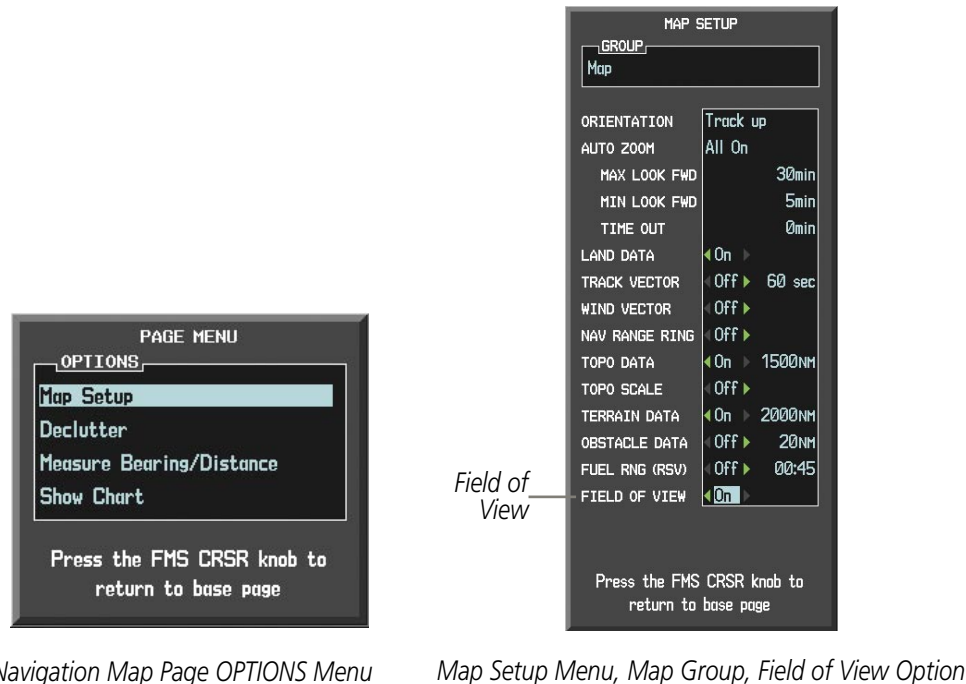 PAGE MENU
OPTIONS
Map Setup
Declutter
Measure Bearing/Distance
Show Chart
Press the FMS CRSR knob to
return to base page
Navigation Map Page OPTIONS Menu
MAP SETUP
GROUP
Map
ORIENTATION Track up
AUTO ZOOM All On
MAX LOOK FWD 30min
MIN LOOK FWD 5min
TIME OUT 0min
LAND DATA On
TRACK VECTOR Off 60 sec
WIND VECTOR Off
NAV RANGE RING Off
TOPO DATA On 1500NM
TOPO SCALE Off
TERRAIN DATA On 2000NM
OBSTACLE DATA Off 20NM
FUEL RNG (RSV) Off 00:45
FIELD OF VIEW On
Field of
View
Press the FMS CRSR knob to
return to base page
Map Setup Menu, Map Group, Field of View Option